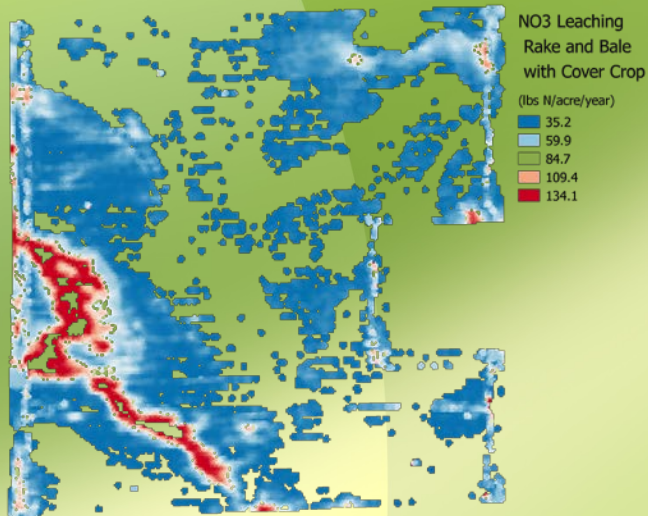 NO3 Leaching
Rake and Bale
with Cover Crop
(lbs N/acre/year)
35.2
59.9
84.7
109.4
134.1